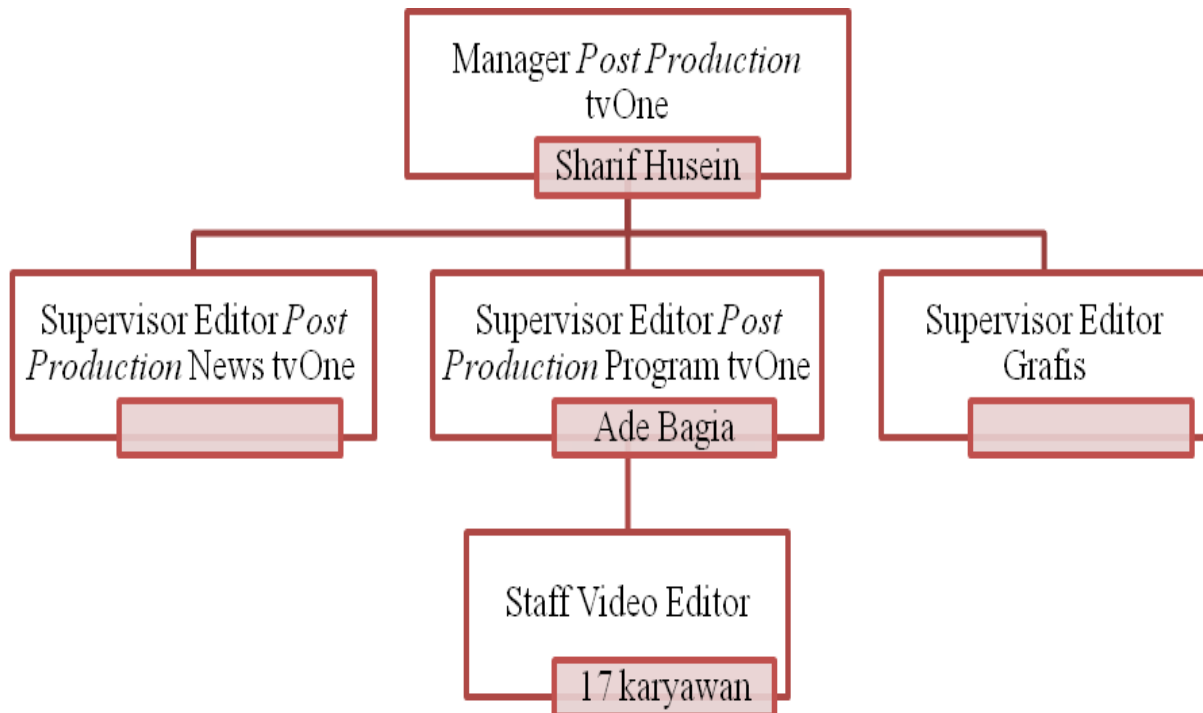 Manager Post Production
tvOne
Sharif Husein
Supervisor Editor Post
Production News tvOne
Supervisor Editor Post
Production Program tvOne
Ade Bagia
Supervisor Editor
Grafis
Staff Video Editor
17 karyawan